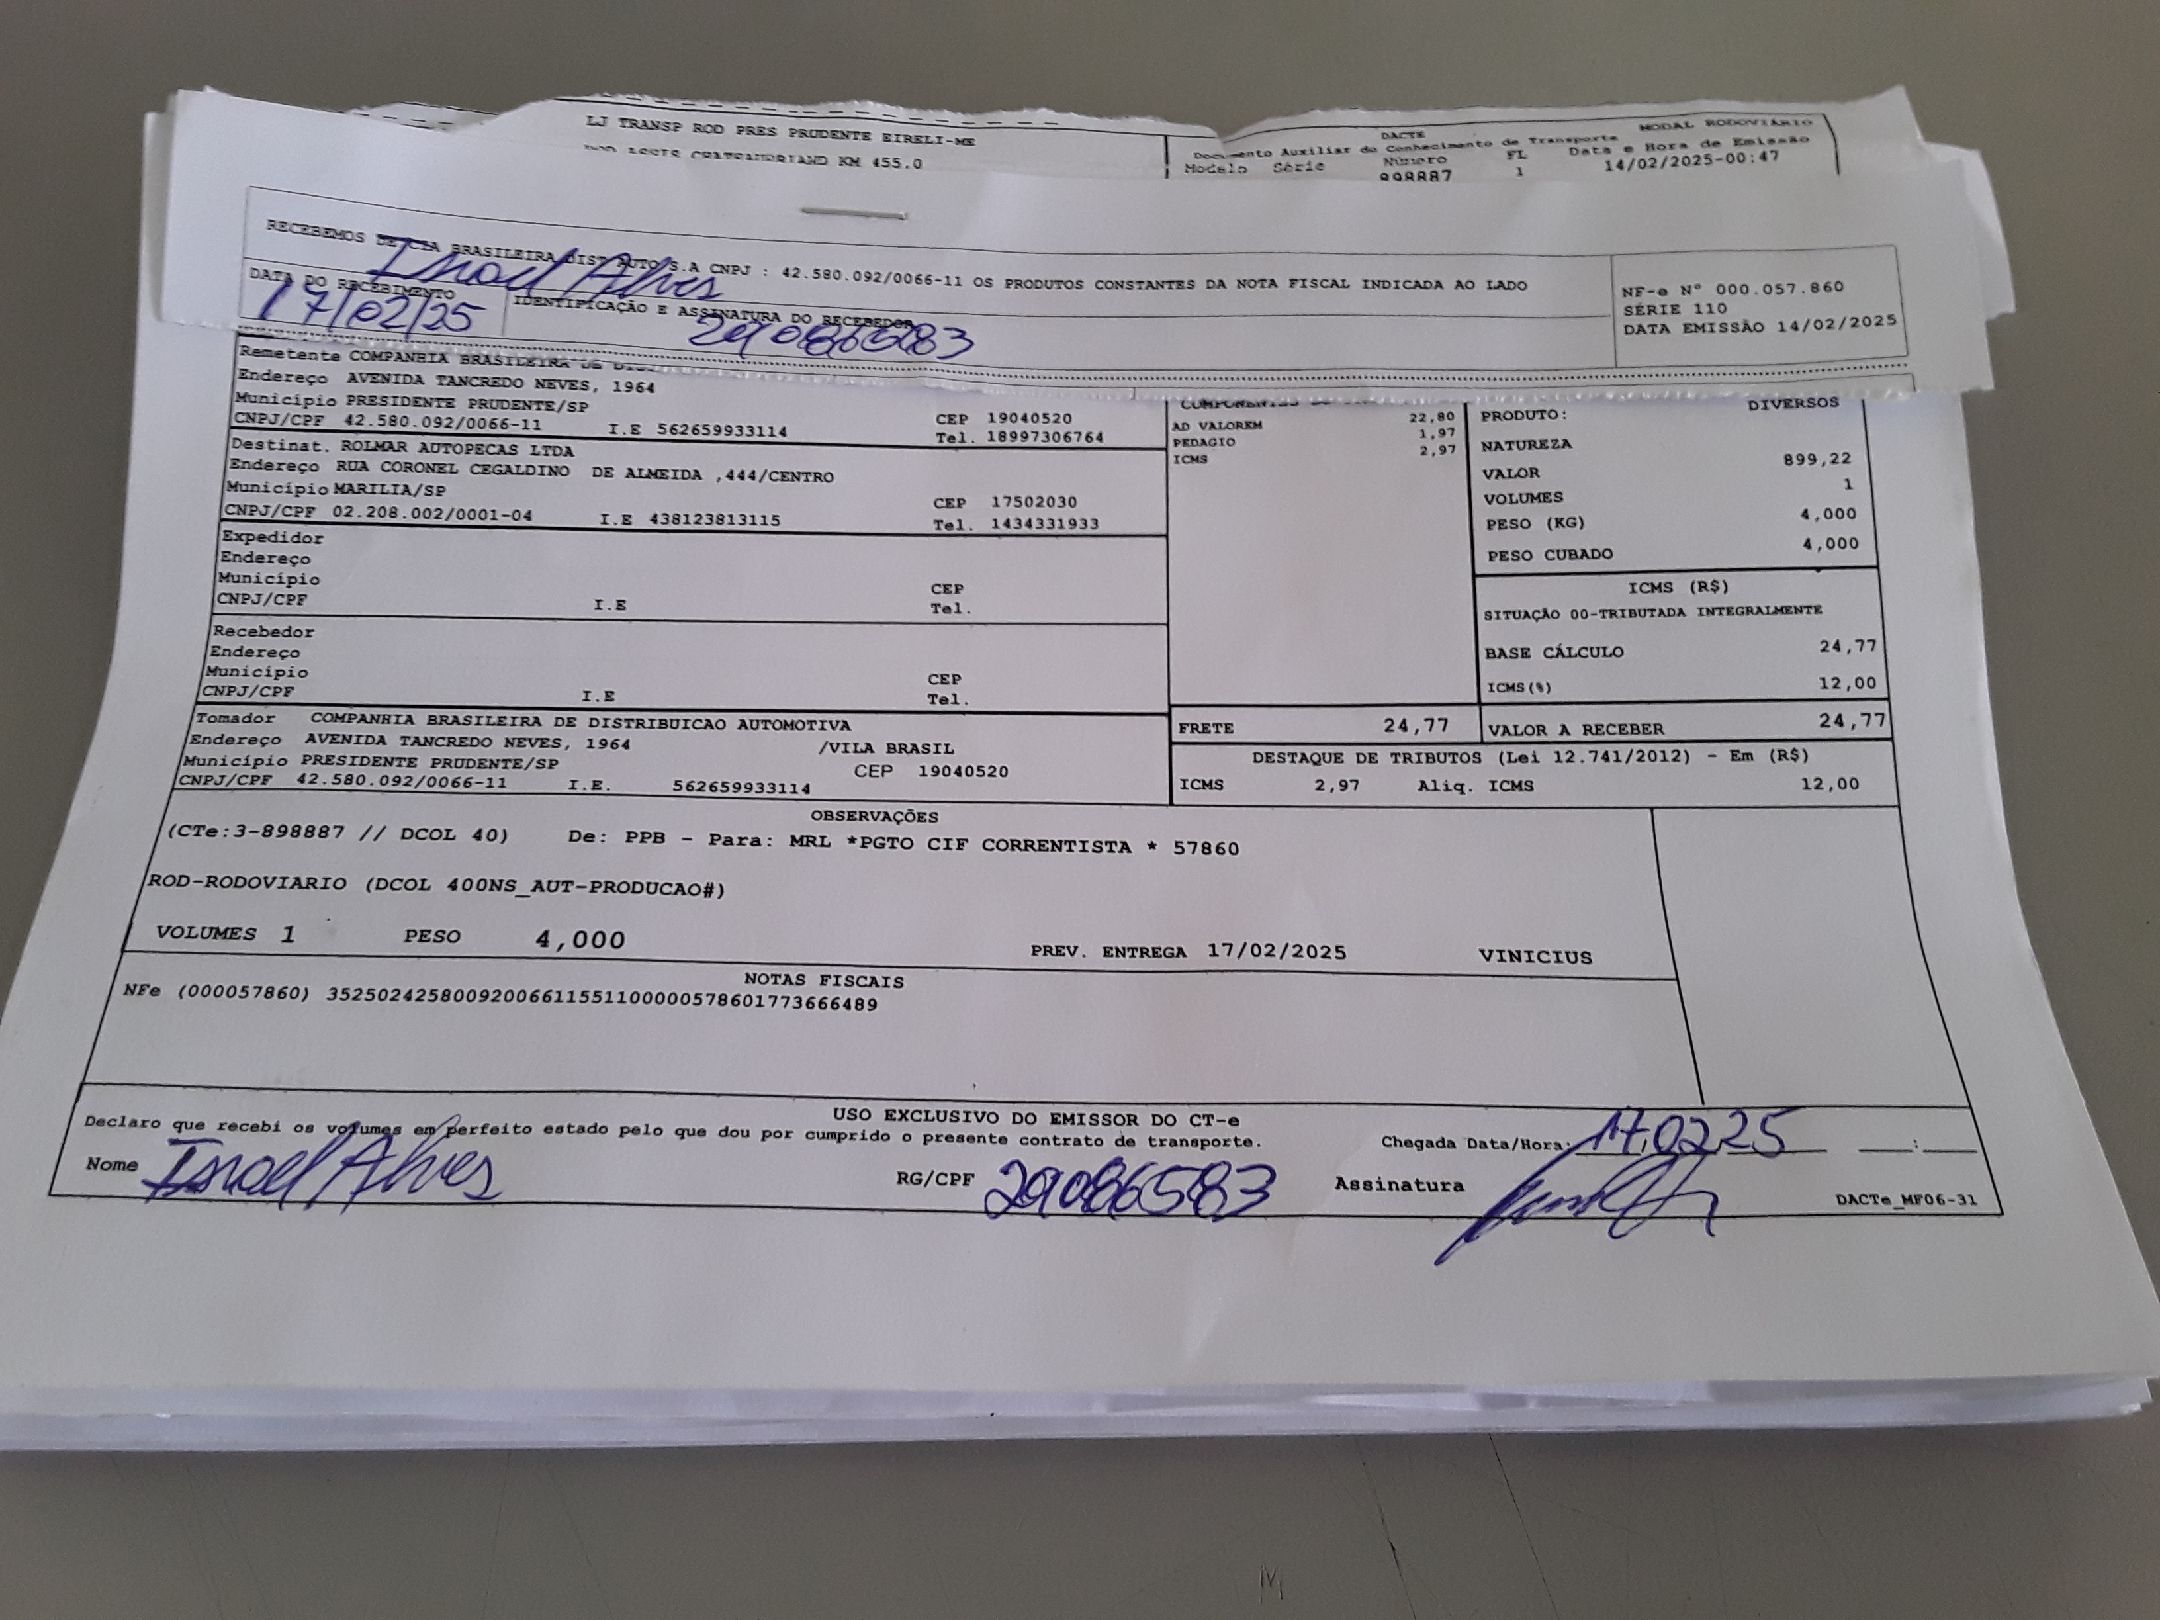 LJ TRANSP ROD PRES PRUDENTE EIRELI-ME
KM 455.0
DACTE
MODAL RODOVIÁRIO
Documento Auxiliar do Conhecimento de Transporte
Modelo Série Número FL Data e Hora de Emissão
898887 1 14/02/2025-00:47
RECEBEMOS DE CIA BRASILEIRA DIST AUTO S.A CNPJ : 42.580.092/0066-11 OS PRODUTOS CONSTANTES DA NOTA FISCAL INDICADA AO LADO
Israel Alves
DATA DO RECEBIMENTO
17/02/25
IDENTIFICAÇÃO E ASSINATURA DO RECEBEDOR
29086583
NF-e Nº 000.057.860
SÉRIE 110
DATA EMISSÃO 14/02/2025
Remetente COMPANHIA BRASILEIRA DE
Endereço AVENIDA TANCREDO NEVES, 1964
Município PRESIDENTE PRUDENTE/SP CEP 19040520
CNPJ/CPF 42.580.092/0066-11 I.E 562659933114 Tel. 18997306764
Destinat. ROLMAR AUTOPECAS LTDA
Endereço RUA CORONEL CEGALDINO DE ALMEIDA ,444/CENTRO
Município MARILIA/SP CEP 17502030
CNPJ/CPF 02.208.002/0001-04 I.E 438123813115 Tel. 1434331933
Expedidor
Endereço
Município CEP
CNPJ/CPF I.E Tel.
Recebedor
Endereço
Município CEP
CNPJ/CPF I.E Tel.
Tomador COMPANHIA BRASILEIRA DE DISTRIBUICAO AUTOMOTIVA
Endereço AVENIDA TANCREDO NEVES, 1964 /VILA BRASIL
Município PRESIDENTE PRUDENTE/SP CEP 19040520
CNPJ/CPF 42.580.092/0066-11 I.E. 562659933114
COMPONENTES
22,80
AD VALOREM 1,97
PEDAGIO 2,97
ICMS
PRODUTO: DIVERSOS
NATUREZA
VALOR 899,22
VOLUMES 1
PESO (KG) 4,000
PESO CUBADO 4,000
ICMS (R$)
SITUAÇÃO 00-TRIBUTADA INTEGRALMENTE
BASE CÁLCULO 24,77
ICMS(%) 12,00
FRETE 24,77 VALOR A RECEBER 24,77
DESTAQUE DE TRIBUTOS (Lei 12.741/2012) - Em (R$)
ICMS 2,97 Aliq. ICMS 12,00
OBSERVAÇÕES
(CTe:3-898887 // DCOL 40) De: PPB - Para: MRL *PGTO CIF CORRENTISTA * 57860
ROD-RODOVIARIO (DCOL 400NS_AUT-PRODUCAO#)
VOLUMES 1 PESO 4,000 PREV. ENTREGA 17/02/2025 VINICIUS
NOTAS FISCAIS
NFe (000057860) 35250242580092006611551100000578601773666489
USO EXCLUSIVO DO EMISSOR DO CT-e
Declaro que recebi os volumes em perfeito estado pelo que dou por cumprido o presente contrato de transporte.
Chegada Data/Hora: 17.02.25 :
Nome Israel Alves RG/CPF 29086583 Assinatura
DACTe_MF06-31